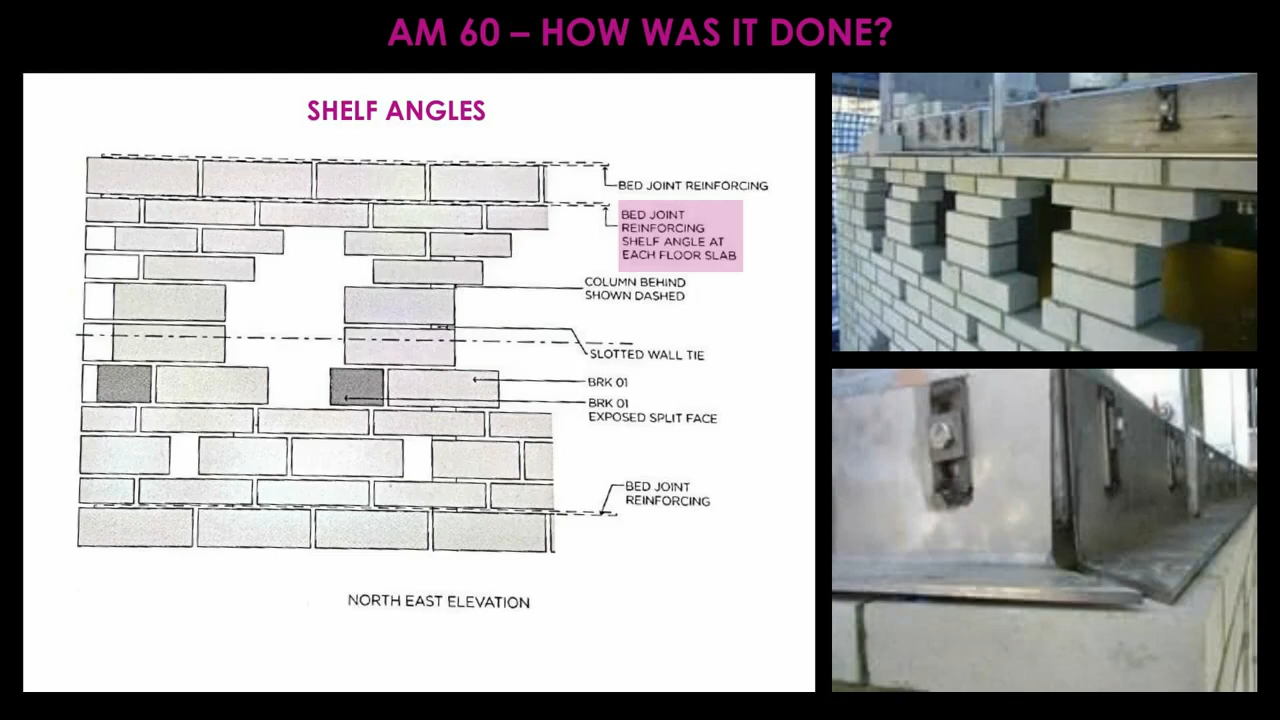 AM 60 – HOW WAS IT DONE?
SHELF ANGLES
BED JOINT REINFORCING
BED JOINT
REINFORCING
SHELF ANGLE AT
EACH FLOOR SLAB
COLUMN BEHIND
SHOWN DASHED
SLOTTED WALL TIE
BRK 01
BRK 01
EXPOSED SPLIT FACE
BED JOINT
REINFORCING
NORTH EAST ELEVATION